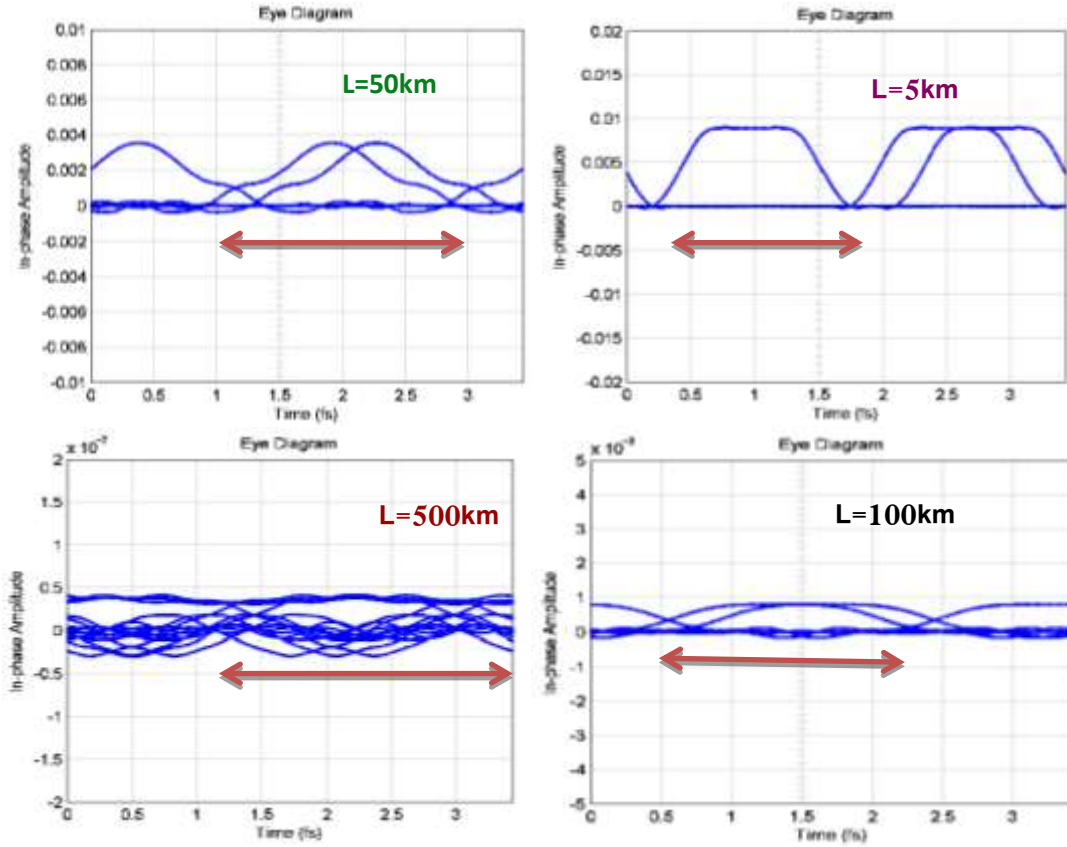 Eye Diagram
L=50km
In-phase Amplitude
0.01
0.008
0.006
0.004
0.002
0
-0.002
-0.004
-0.006
-0.008
-0.01
0 0.5 1 1.5 2 2.5 3
Time (fs)
Eye Diagram
L=5km
In-phase Amplitude
0.02
0.015
0.01
0.005
0
-0.005
-0.01
-0.015
-0.02
0 0.5 1 1.5 2 2.5 3
Time (fs)
Eye Diagram
L=500km
In-phase Amplitude
2
1.5
1
0.5
0
-0.5
-1
-1.5
-2
0 0.5 1 1.5 2 2.5 3
Time (fs)
Eye Diagram
L=100km
In-phase Amplitude
5
4
3
2
1
0
-1
-2
-3
-4
-5
0 0.5 1 1.5 2 2.5 3
Time (fs)